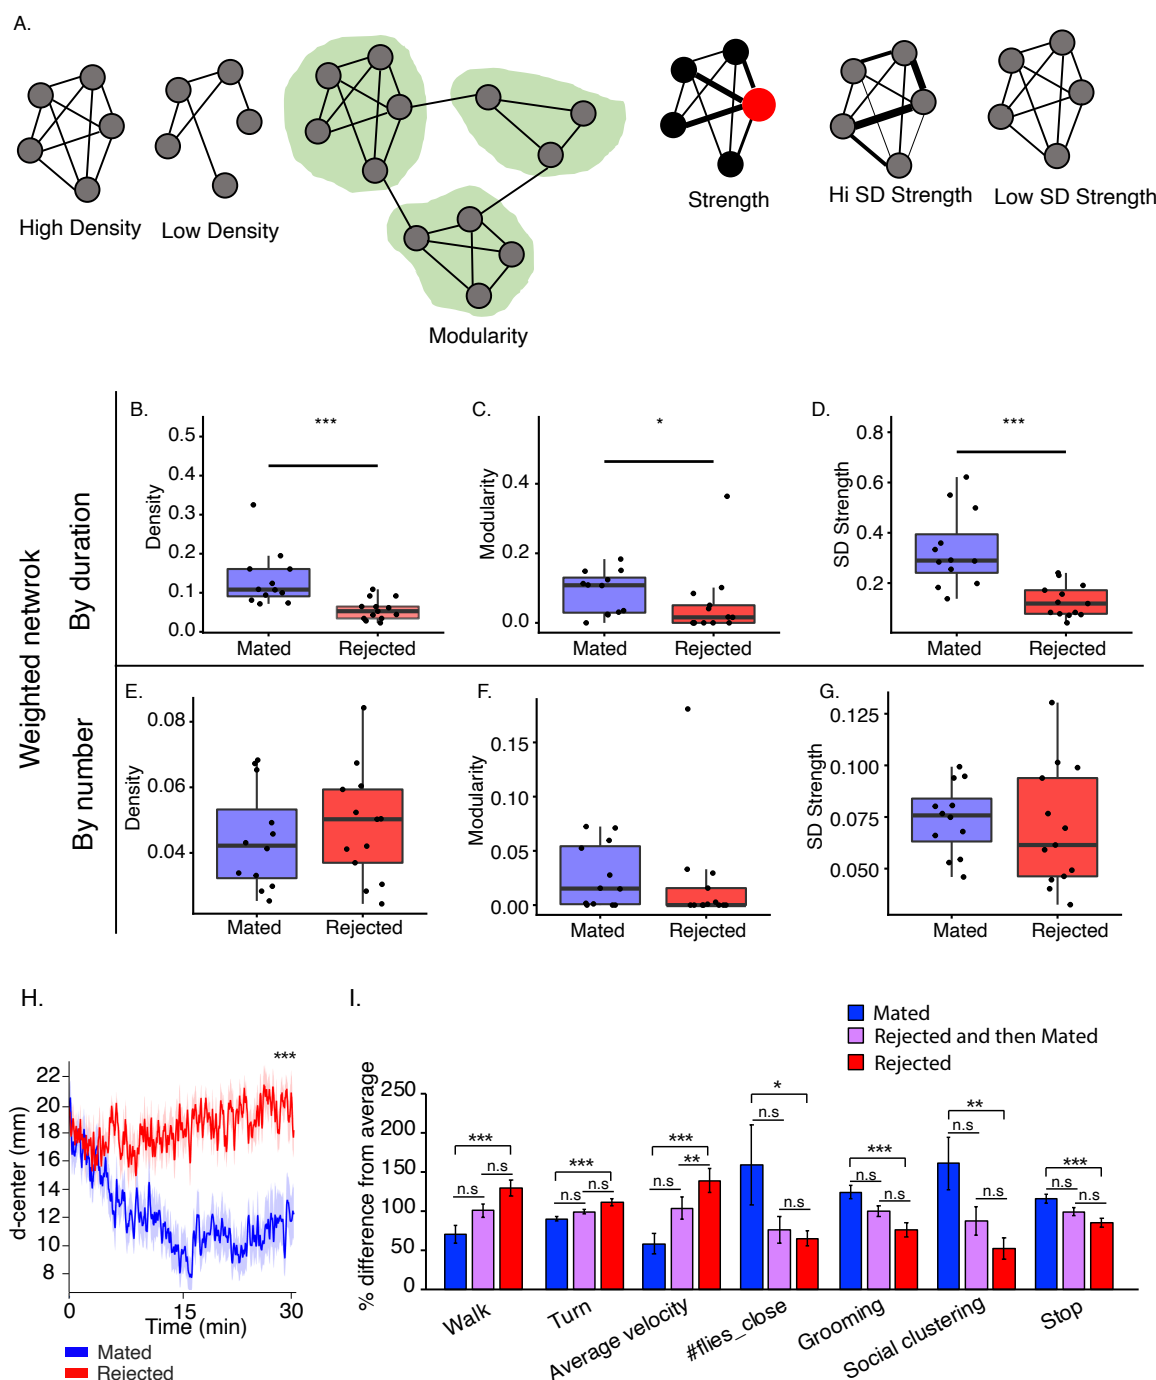 A.
High Density
Low Density
Modularity
Strength
Hi SD Strength
Low SD Strength
Weighted netwrok
By duration
B.
***
Density
0.5
0.4
0.3
0.2
0.1
0.0
Mated
Rejected
C.
*
Modularity
0.4
0.2
0.0
Mated
Rejected
D.
***
SD Strength
0.8
0.6
0.4
0.2
Mated
Rejected
By number
E.
Density
0.08
0.06
0.04
Mated
Rejected
F.
Modularity
0.15
0.10
0.05
0.00
Mated
Rejected
G.
SD Strength
0.125
0.100
0.075
0.050
Mated
Rejected
H.
***
d-center (mm)
22
20
18
16
14
12
10
8
0
15
30
Time (min)
Mated
Rejected
I.
Mated
Rejected and then Mated
Rejected
% difference from average
250
200
150
100
50
0
***
n.s
n.s
***
n.s
n.s
***
**
n.s
*
n.s
n.s
***
n.s
n.s
**
n.s
n.s
***
n.s
n.s
Walk
Turn
Average velocity
#flies_close
Grooming
Social clustering
Stop